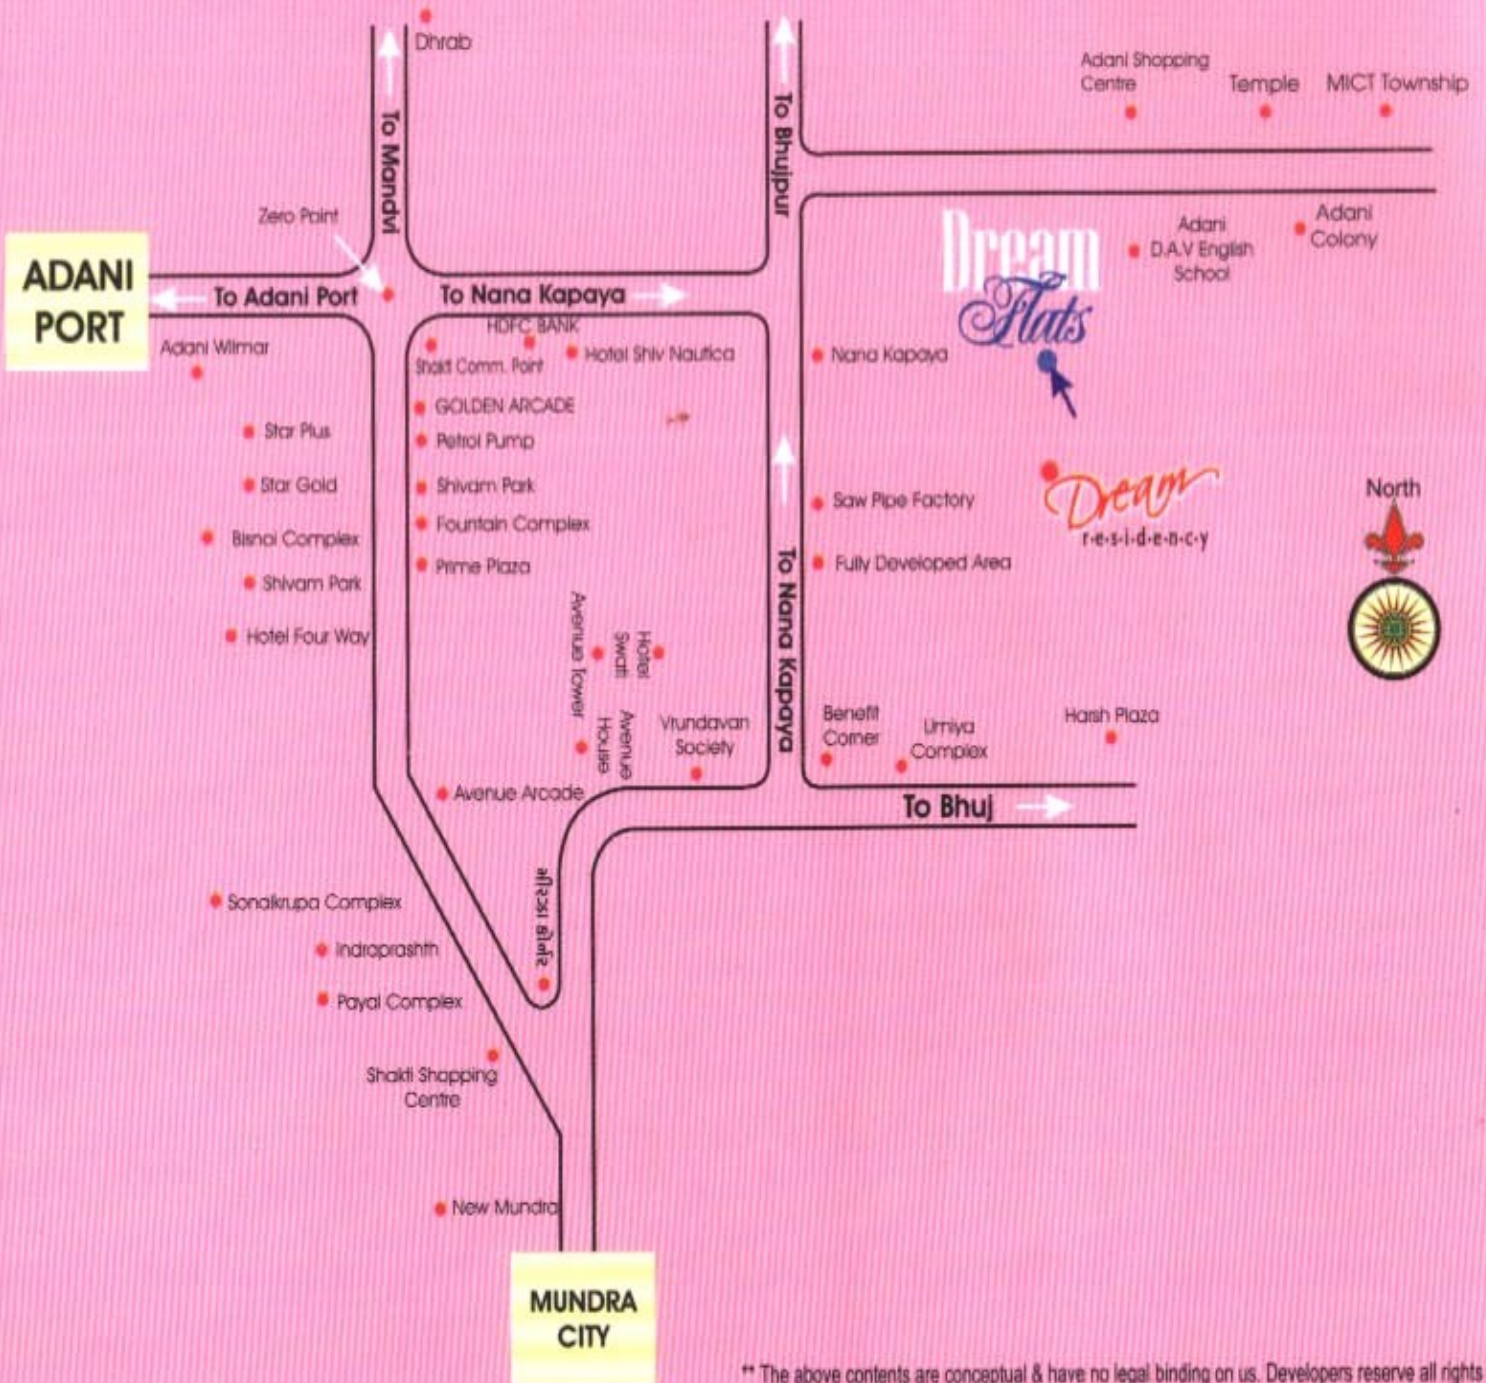 Dhrab
To Mandvi
To Bhujpur
Adani Shopping
Centre
Temple
MICT Township
Zero Point
ADANI
PORT
To Adani Port
To Nana Kapaya
Dream
Flats
Adani
D.A.V English
School
Adani
Colony
Adani Wilmar
HDFC BANK
Shakti Comm. Point
Hotel Shiv Nautica
Nana Kapaya
GOLDEN ARCADE
Star Plus
Petrol Pump
Star Gold
Shivam Park
Saw Pipe Factory
Dream
r•e•s•i•d•e•n•c•y
North
Bisnoi Complex
Fountain Complex
Shivam Park
Prime Plaza
Fully Developed Area
Hotel Four Way
Avenue Tower
Hotel
Swati
To Nana Kapaya
Avenue
House
Vrundavan
Society
Benefit
Corner
Umiya
Complex
Harsh Plaza
Avenue Arcade
To Bhuj
મીરઝા કોર્નર
Sonalkrupa Complex
Indraprashth
Payal Complex
Shakti Shopping
Centre
New Mundra
MUNDRA
CITY
** The above contents are conceptual & have no legal binding on us. Developers reserve all rights